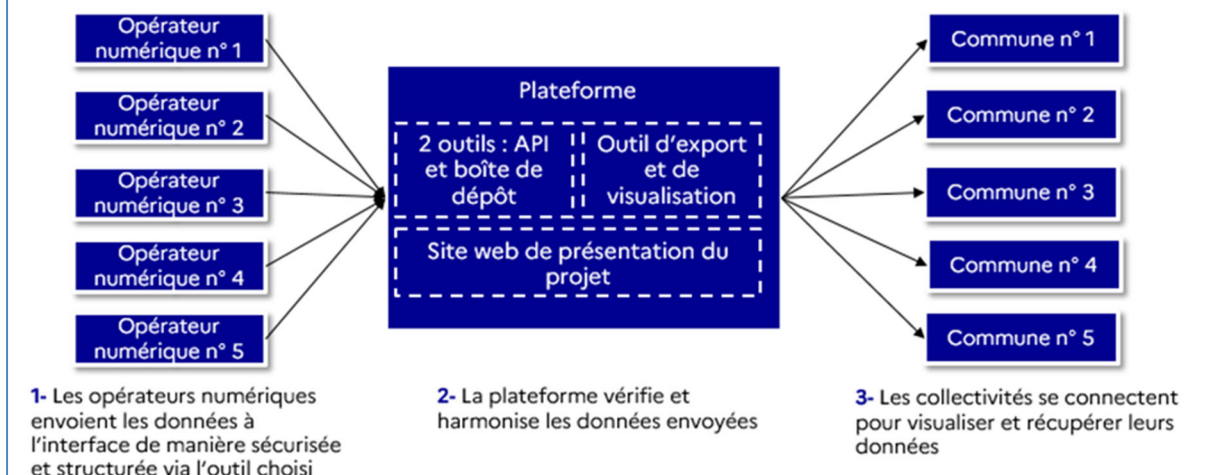 Opérateur
numérique n° 1
Opérateur
numérique n° 2
Opérateur
numérique n° 3
Opérateur
numérique n° 4
Opérateur
numérique n° 5
Plateforme
2 outils : API
et boîte de
dépôt
Outil d'export
et de
visualisation
Site web de présentation du
projet
Commune n° 1
Commune n° 2
Commune n° 3
Commune n° 4
Commune n° 5
1- Les opérateurs numériques
envoient les données à
l'interface de manière sécurisée
et structurée via l'outil choisi
2- La plateforme vérifie et
harmonise les données envoyées
3- Les collectivités se connectent
pour visualiser et récupérer leurs
données